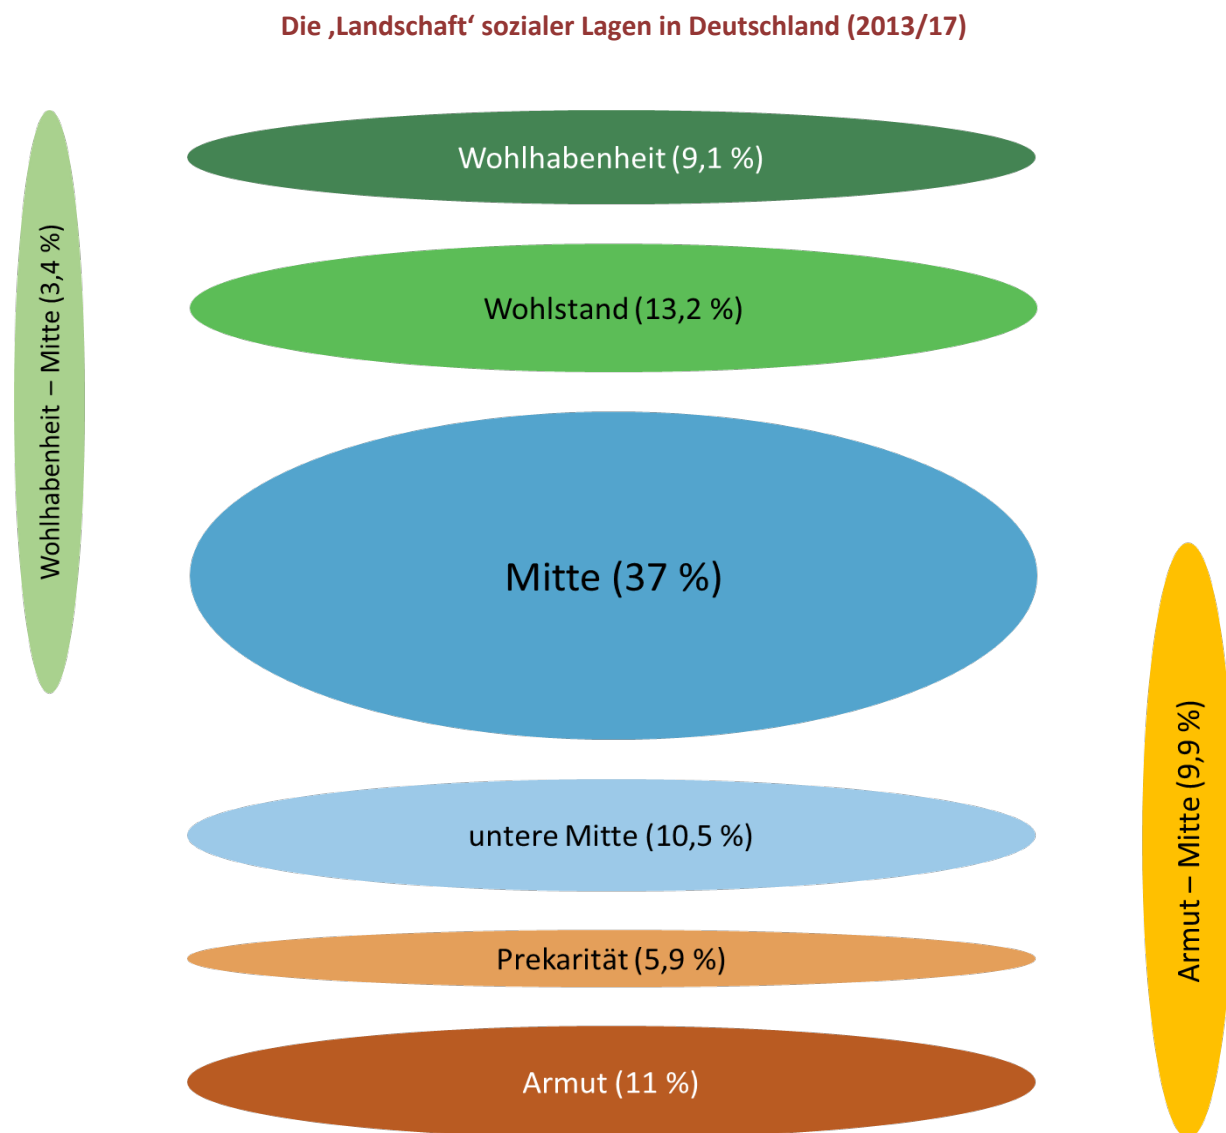 Die ‚Landschaft‘ sozialer Lagen in Deutschland (2013/17)
Wohlhabenheit (9,1 %)
Wohlhabenheit – Mitte (3,4 %)
Wohlstand (13,2 %)
Mitte (37 %)
Armut – Mitte (9,9 %)
untere Mitte (10,5 %)
Prekarität (5,9 %)
Armut (11 %)